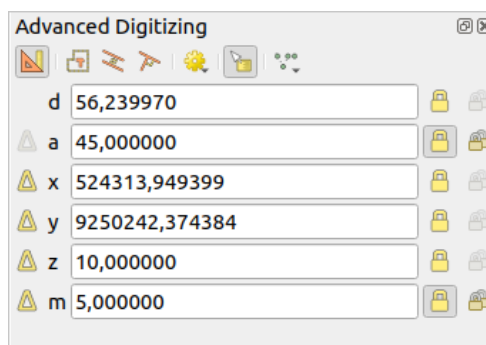 Advanced Digitizing
d 56,239970
a 45,000000
x 524313,949399
y 9250242,374384
z 10,000000
m 5,000000